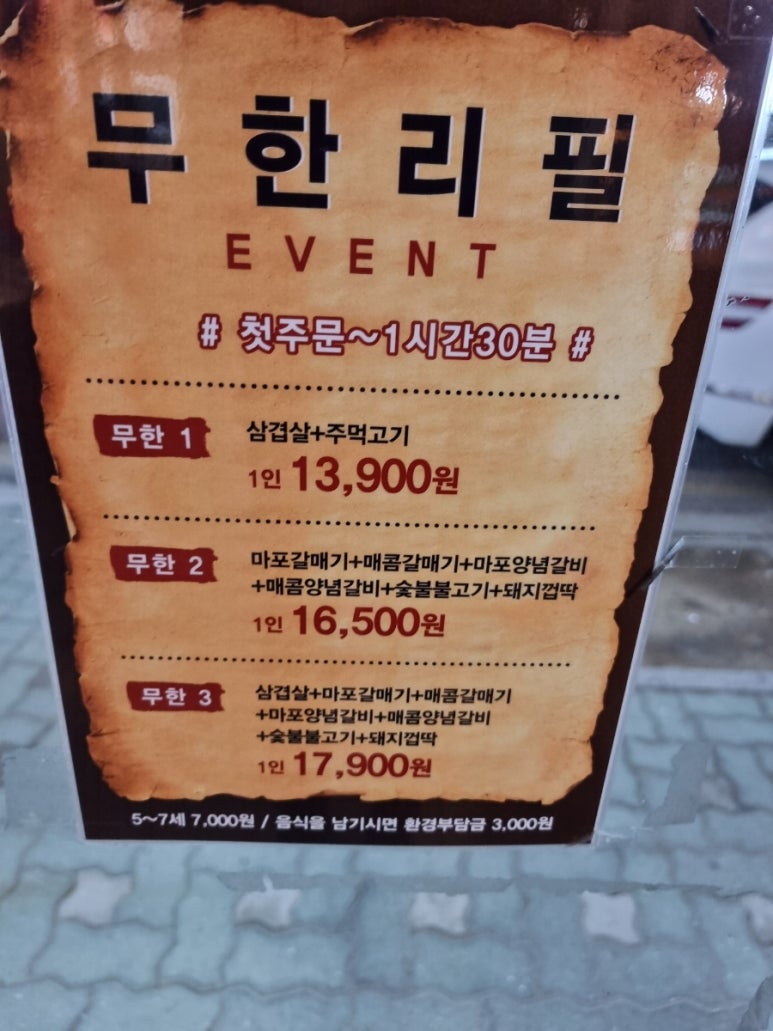 무한리필
EVENT
# 첫주문~1시간30분 #
무한 1
삼겹살+주먹고기
1인 13,900원
무한 2
마포갈매기+매콤갈매기+마포양념갈비
+매콤양념갈비+숯불불고기+돼지껍딱
1인 16,500원
무한 3
삼겹살+마포갈매기+매콤갈매기
+마포양념갈비+매콤양념갈비
+숯불불고기+돼지껍딱
1인 17,900원
5~7세 7,000원 / 음식을 남기시면 환경부담금 3,000원